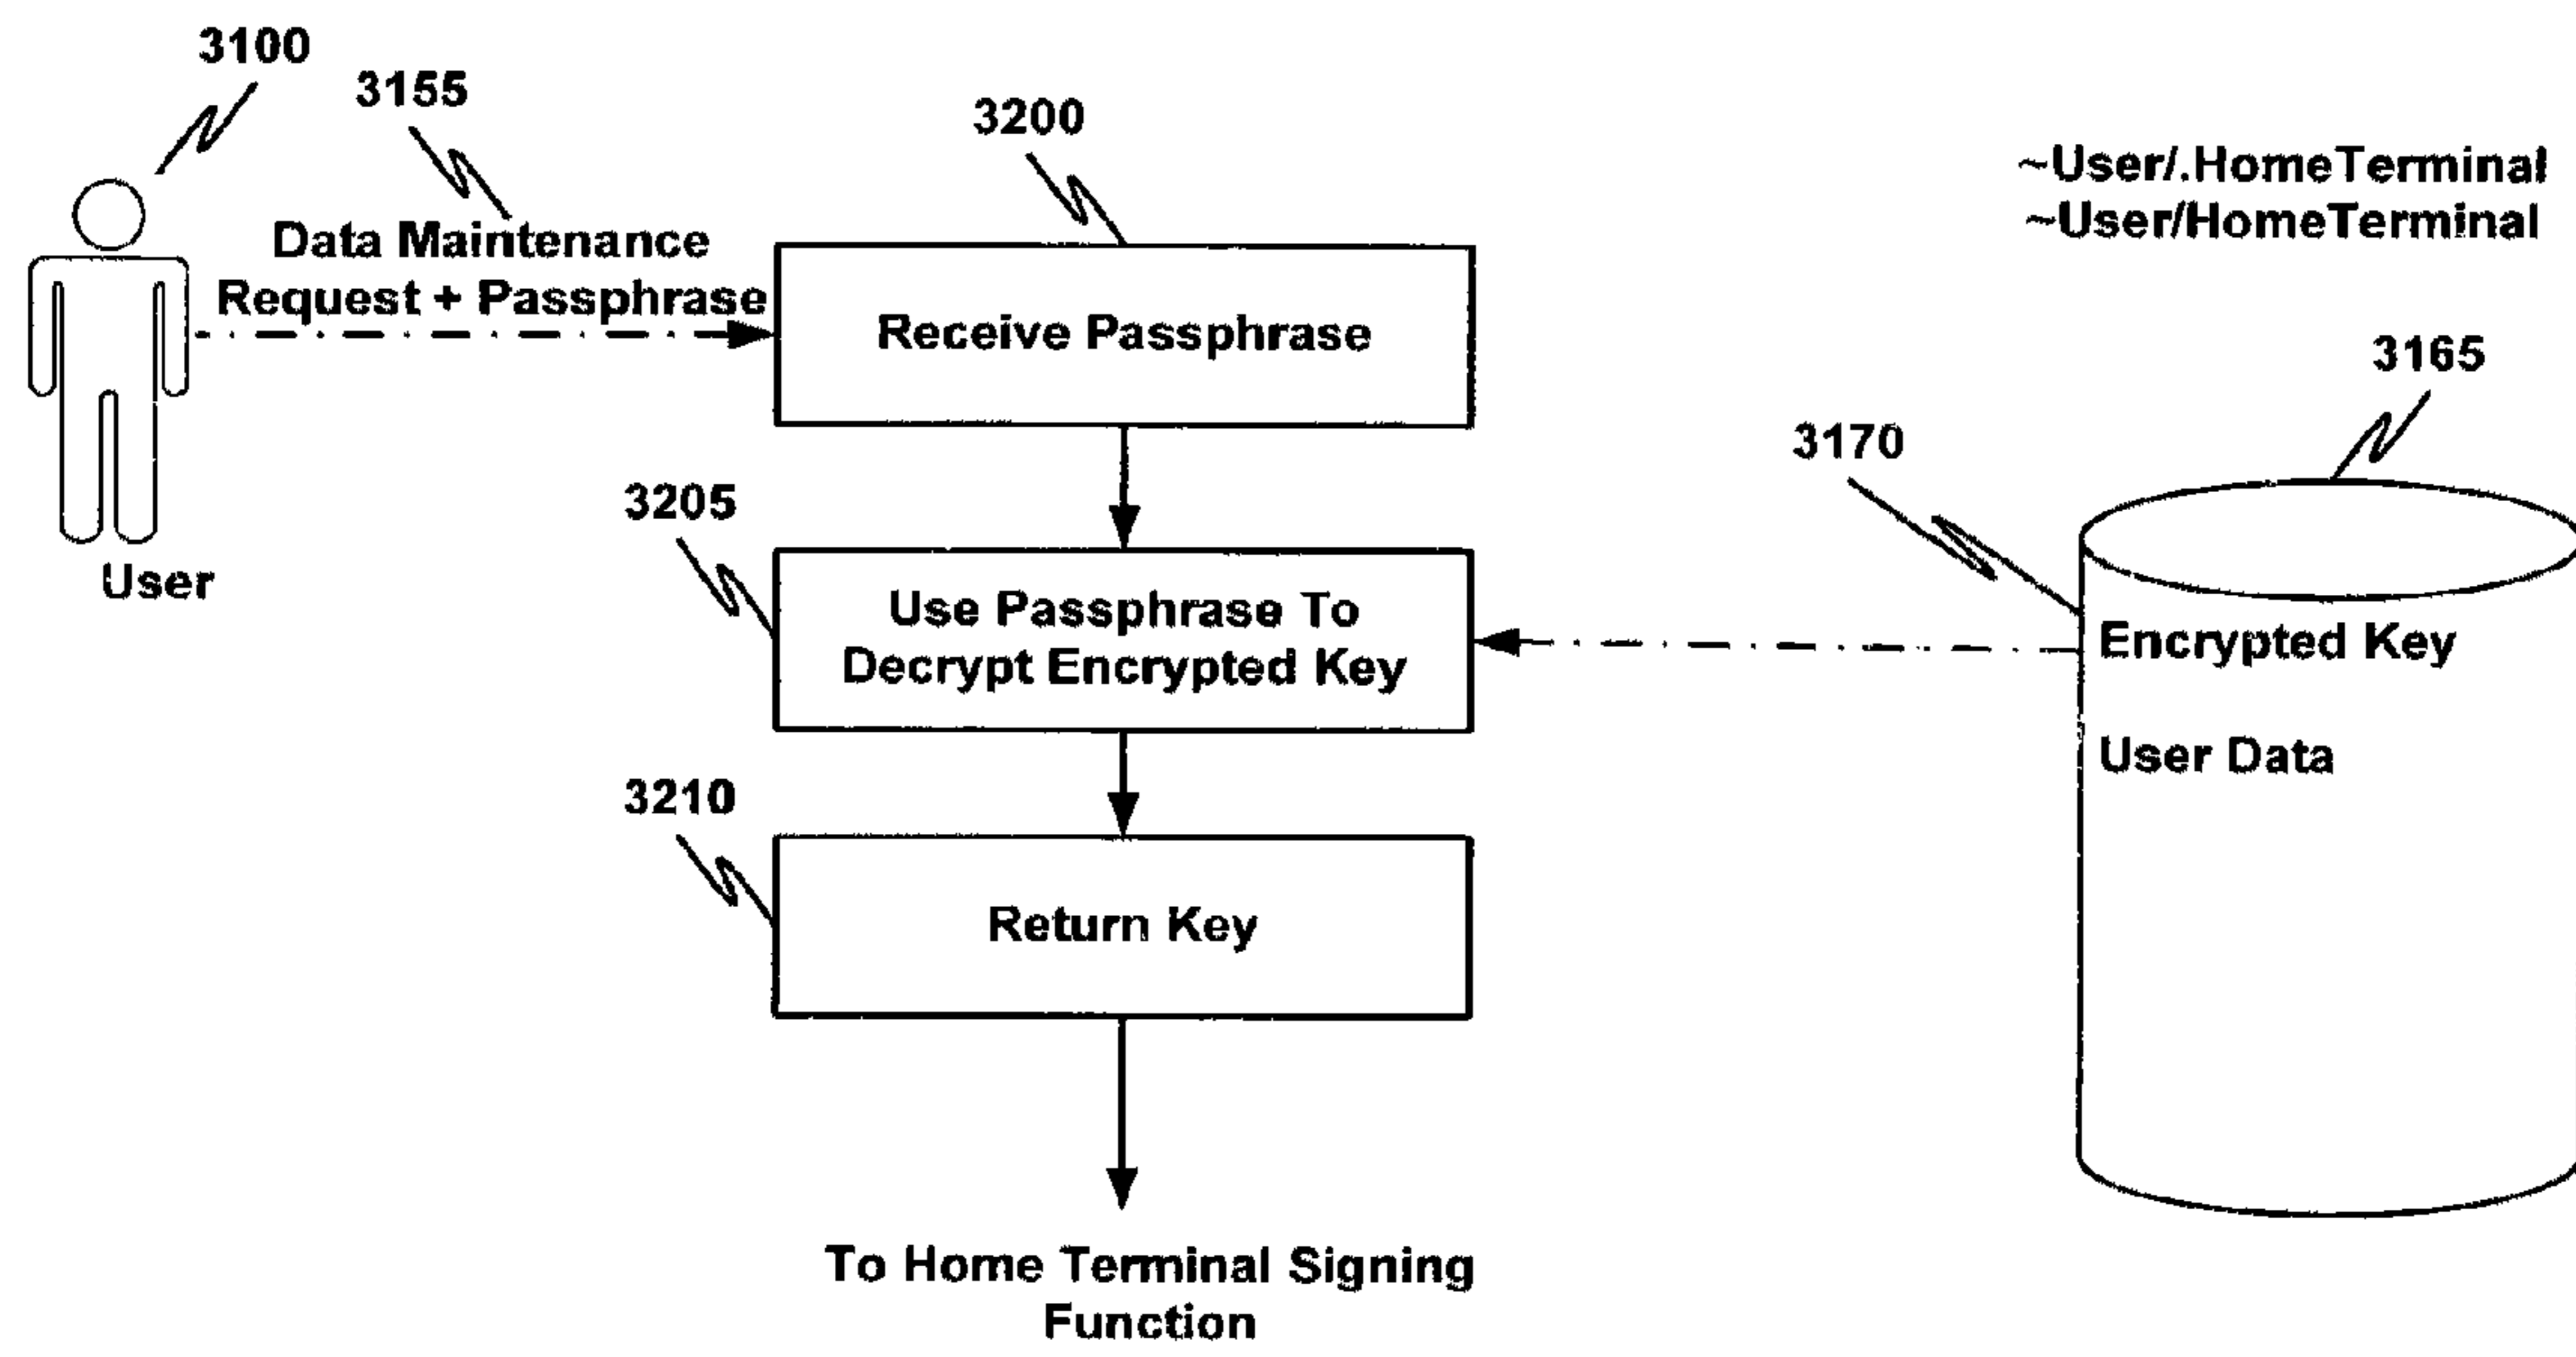 3100
3155
3200
~User/.HomeTerminal
~User/HomeTerminal
Data Maintenance
Request + Passphrase
Receive Passphrase
3165
3170
3205
User
Use Passphrase To
Decrypt Encrypted Key
Encrypted Key
User Data
3210
Return Key
To Home Terminal Signing
Function